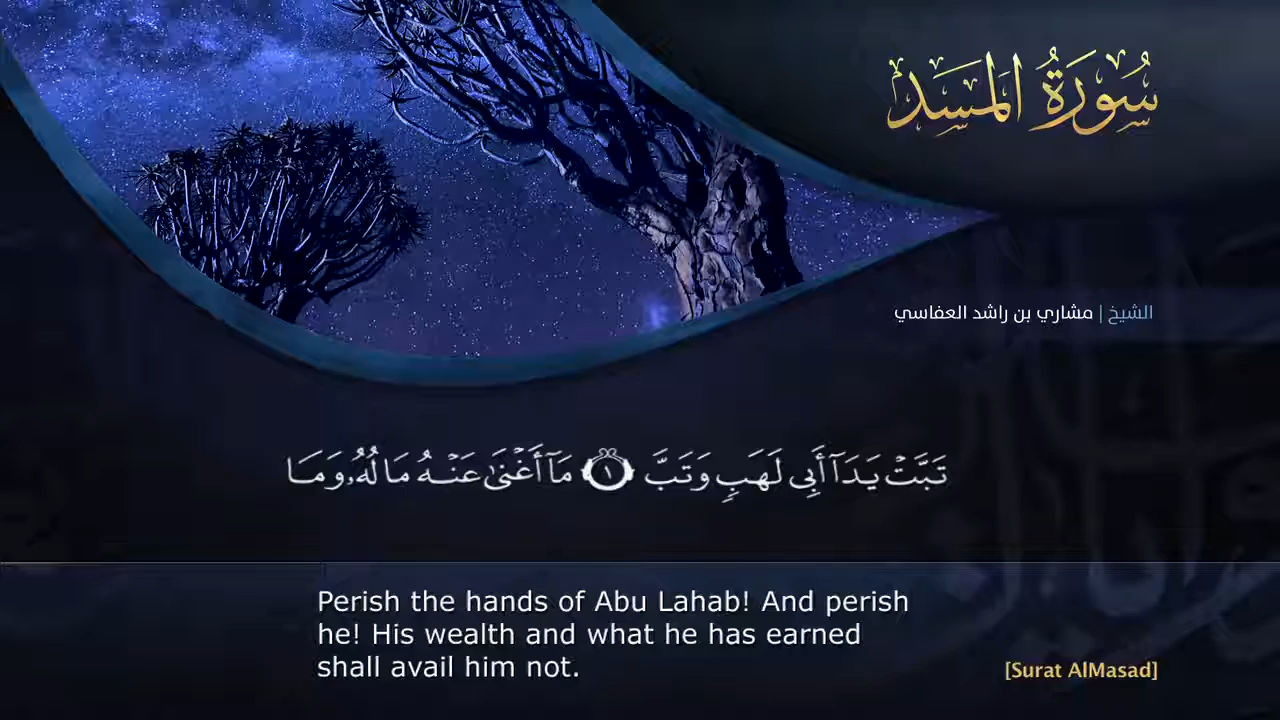 سُورَةُ المَسَد
الشيخ | مشاري بن راشد العفاسي
تَبَّتْ يَدَآ أَبِى لَهَبٍ وَتَبَّ ١ مَآ أَغْنَىٰ عَنْهُ مَالُهُۥ وَمَا
Perish the hands of Abu Lahab! And perish
he! His wealth and what he has earned
shall avail him not.
[Surat AlMasad]